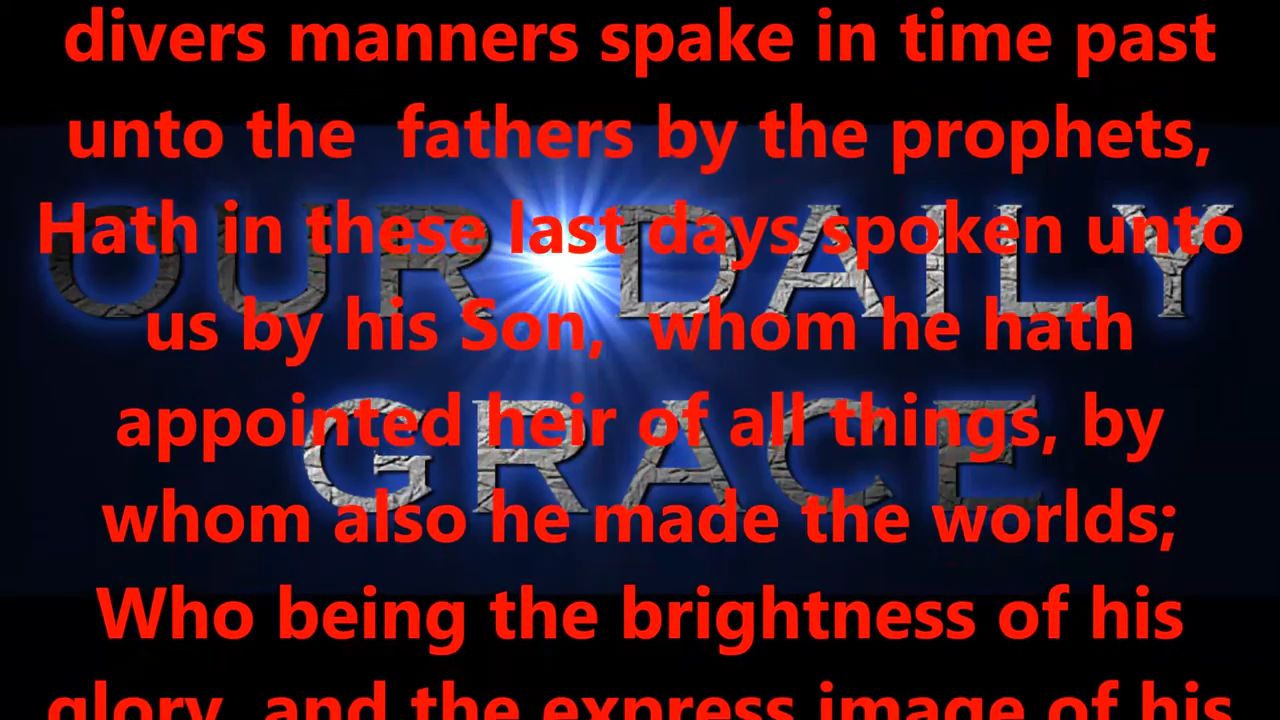 divers manners spake in time past
unto the fathers by the prophets,
Hath in these last days spoken unto
us by his Son, whom he hath
appointed heir of all things, by
whom also he made the worlds;
Who being the brightness of his
glory, and the express image of his
OUR DAILY
GRACE